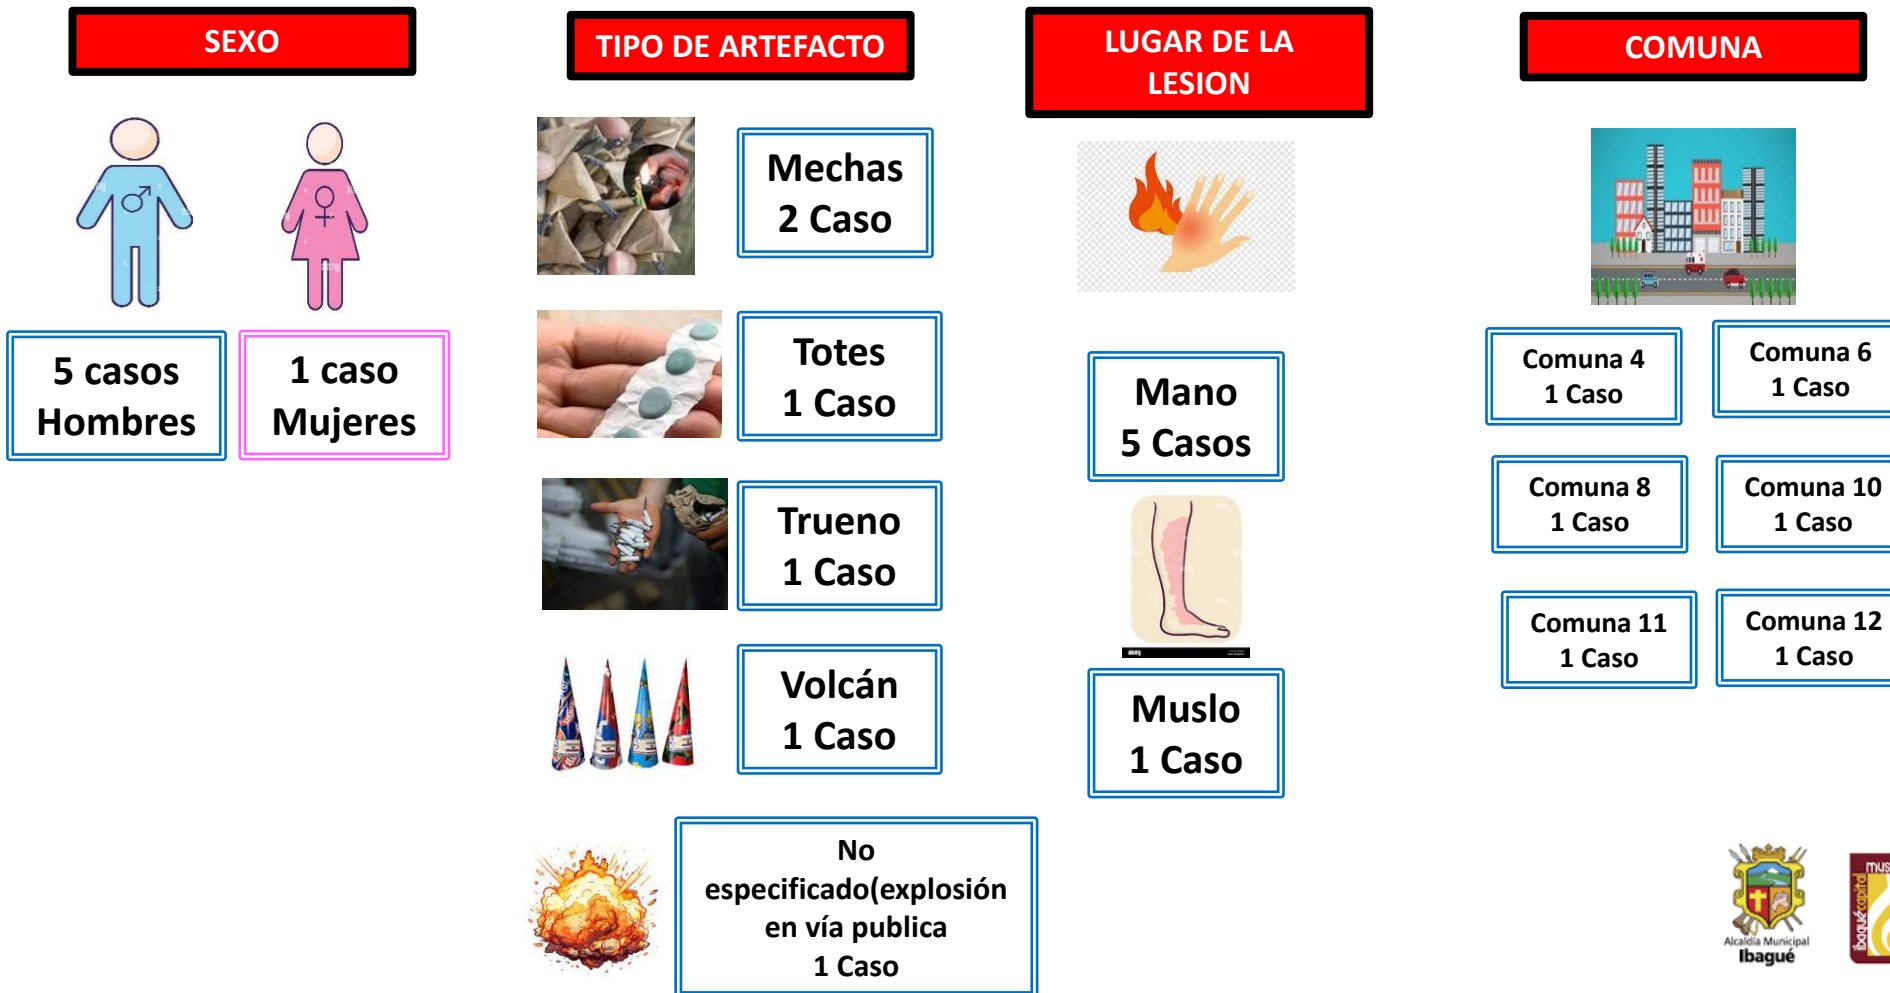 SEXO
5 casos
Hombres
1 caso
Mujeres
TIPO DE ARTEFACTO
Mechas
2 Caso
Totes
1 Caso
Trueno
1 Caso
Volcán
1 Caso
No
especificado(explosión
en vía publica
1 Caso
LUGAR DE LA
LESION
Mano
5 Casos
Muslo
1 Caso
COMUNA
Comuna 4
1 Caso
Comuna 6
1 Caso
Comuna 8
1 Caso
Comuna 10
1 Caso
Comuna 11
1 Caso
Comuna 12
1 Caso
Alcaldía Municipal
Ibagué
Ibagué capital
mus